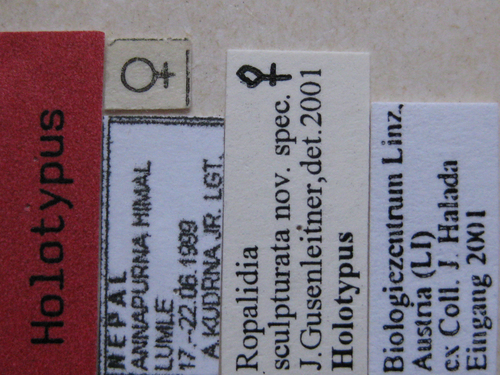 Holotypus
♀
NEPAL
ANNAPURNA HIMAL
LUMLE
17.-22.06.1999
A.KUDRNA JR. LGT.
♀
Ropalidia
sculpturata nov. spec.
J.Gusenleitner,det.2001
Holotypus
Biologiezentrum Linz,
Austria (LI)
ex Coll. J. Halada
Eingang 2001